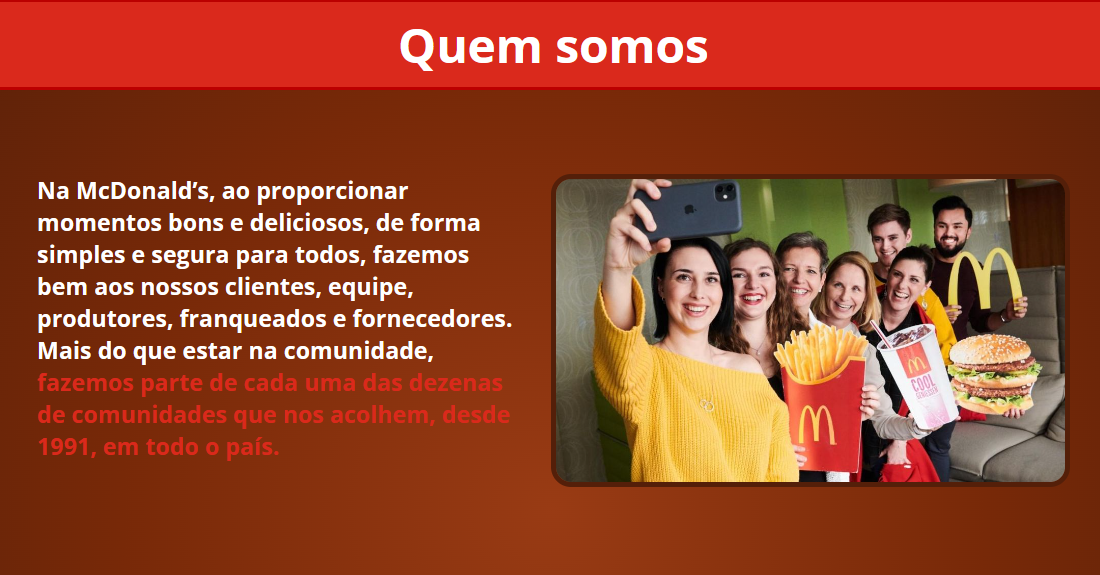 Quem somos
Na McDonald’s, ao proporcionar
momentos bons e deliciosos, de forma
simples e segura para todos, fazemos
bem aos nossos clientes, equipe,
produtores, franqueados e fornecedores.
Mais do que estar na comunidade,
fazemos parte de cada uma das dezenas
de comunidades que nos acolhem, desde
1991, em todo o país.
COOL